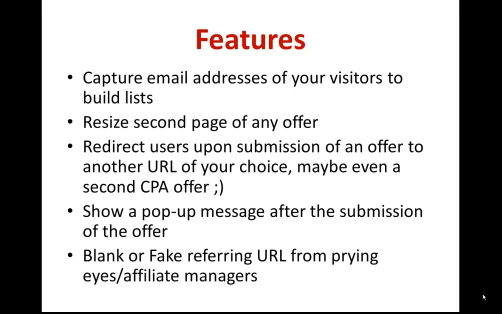 Features
• Capture email addresses of your visitors to
build lists
• Resize second page of any offer
• Redirect users upon submission of an offer to
another URL of your choice, maybe even a
second CPA offer ;)
• Show a pop-up message after the submission
of the offer
• Blank or Fake referring URL from prying
eyes/affiliate managers